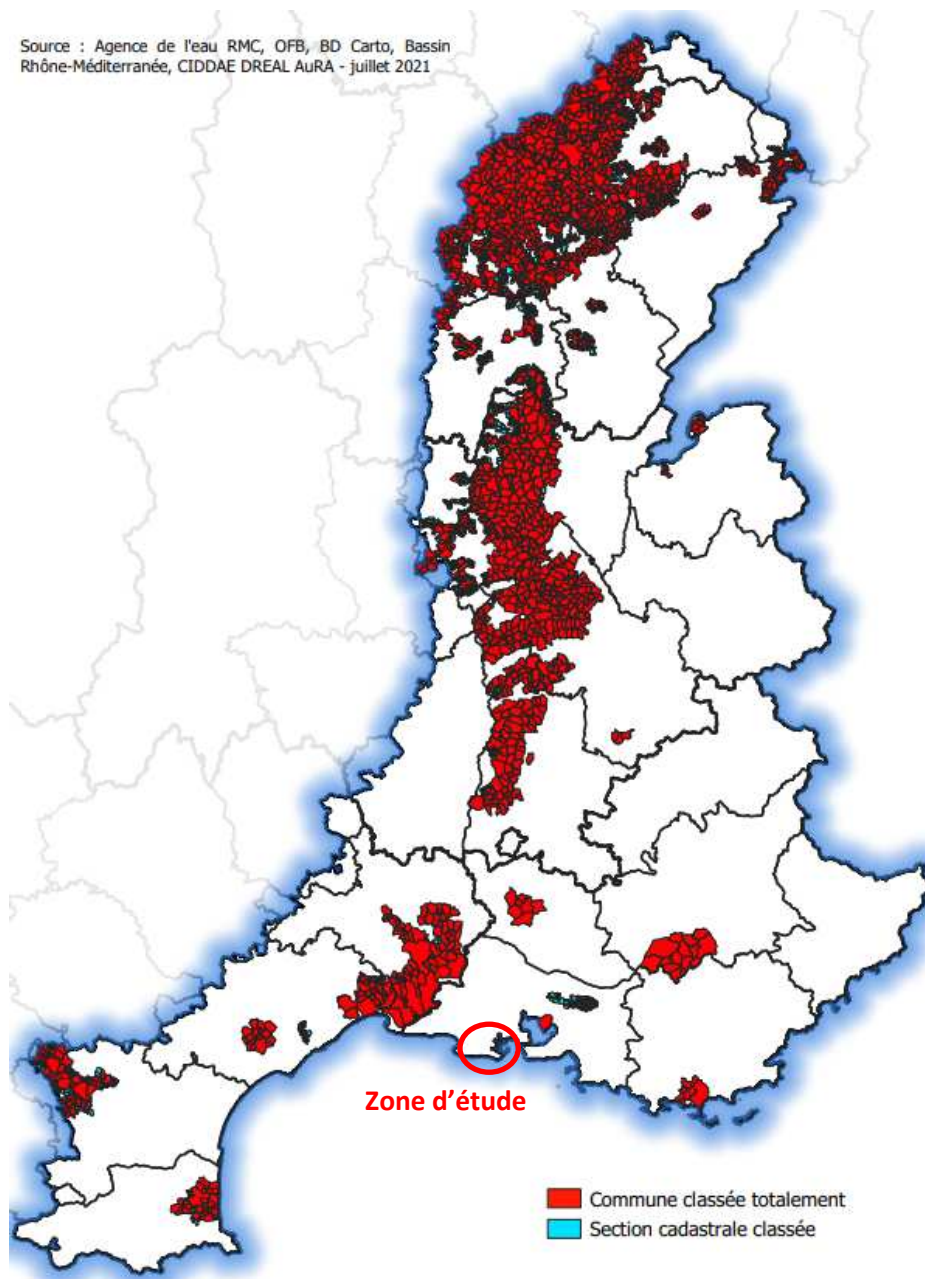 Source : Agence de l'eau RMC, OFB, BD Carto, Bassin
Rhône-Méditerranée, CIDDAE DREAL AuRA - juillet 2021
Zone d'étude
Commune classée totalement
Section cadastrale classée